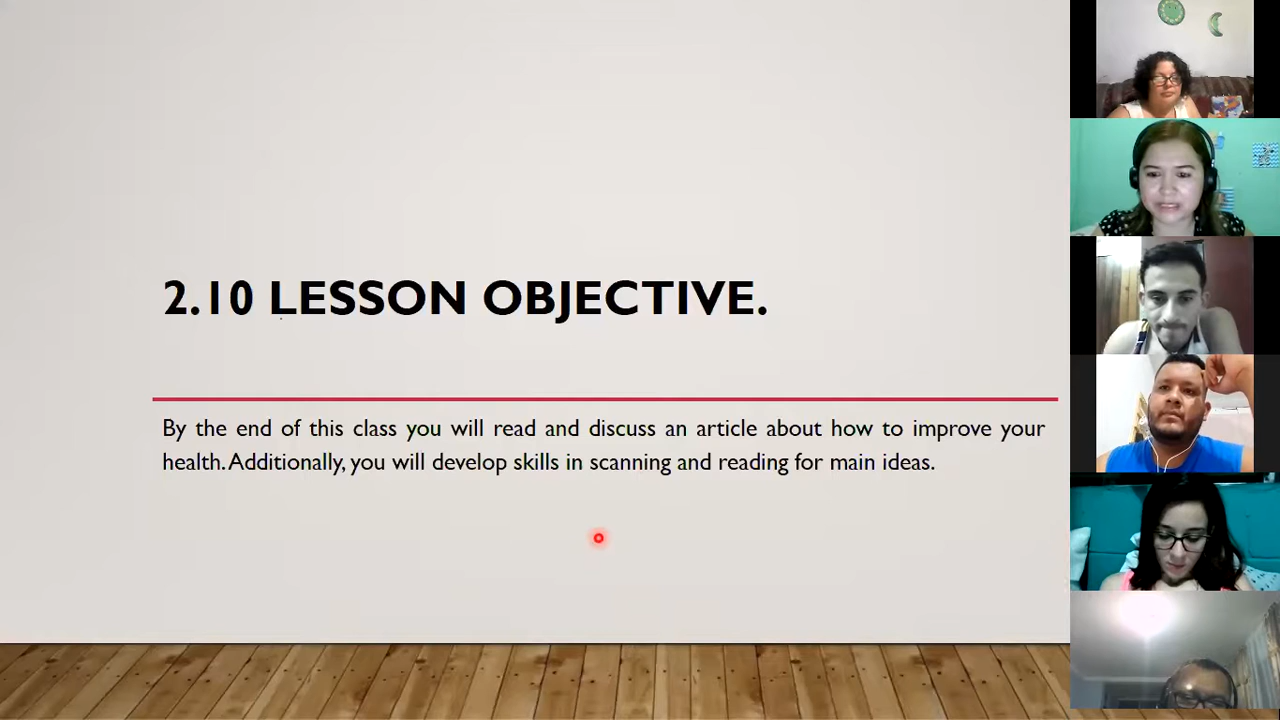 2.10 LESSON OBJECTIVE.
By the end of this class you will read and discuss an article about how to improve your
health. Additionally, you will develop skills in scanning and reading for main ideas.